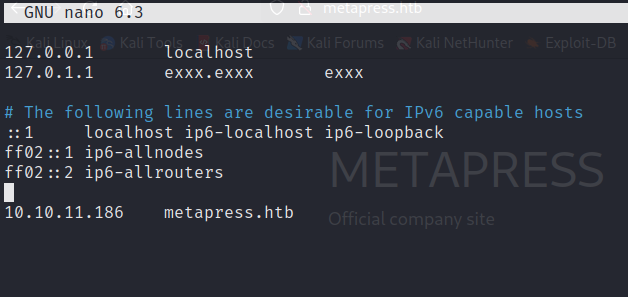 GNU nano 6.3
metapress.htb
Kali Linux Kali Tools Kali Docs Kali Forums Kali NetHunter Exploit-DB
127.0.0.1 localhost
127.0.1.1 exxx.exxx exxx
# The following lines are desirable for IPv6 capable hosts
::1 localhost ip6-localhost ip6-loopback
ff02::1 ip6-allnodes
ff02::2 ip6-allrouters
METAPRESS
10.10.11.186 metapress.htb
Official company site